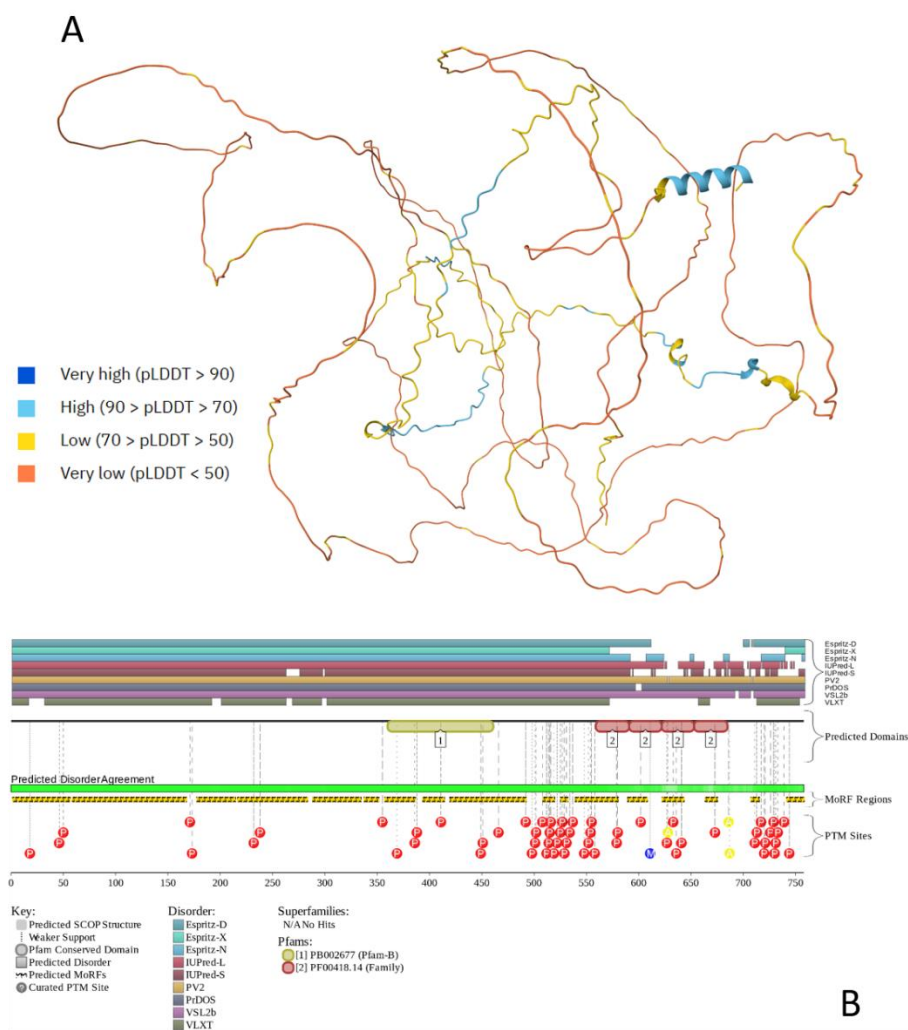 A
Very high (pLDDT > 90)
High (90 > pLDDT > 70)
Low (70 > pLDDT > 50)
Very low (pLDDT < 50)
Espritz-D
Espritz-X
Espritz-N
IUPred-L
IUPred-S
PV2
PrDOS
VSL2b
VLXT
1 2 2 2 2
Predicted Domains
Predicted Disorder Agreement
MoRF Regions
PTM Sites
0 50 100 150 200 250 300 350 400 450 500 550 600 650 700 750
Key:
Predicted SCOP Structure
Weaker Support
Pfam Conserved Domain
Predicted Disorder
Predicted MoRFs
Curated PTM Site
Disorder:
Espritz-D
Espritz-X
Espritz-N
IUPred-L
IUPred-S
PV2
PrDOS
VSL2b
VLXT
Superfamilies:
N/ANo Hits
Pfams:
[1] PB002677 (Pfam-B)
[2] PF00418.14 (Family)
B